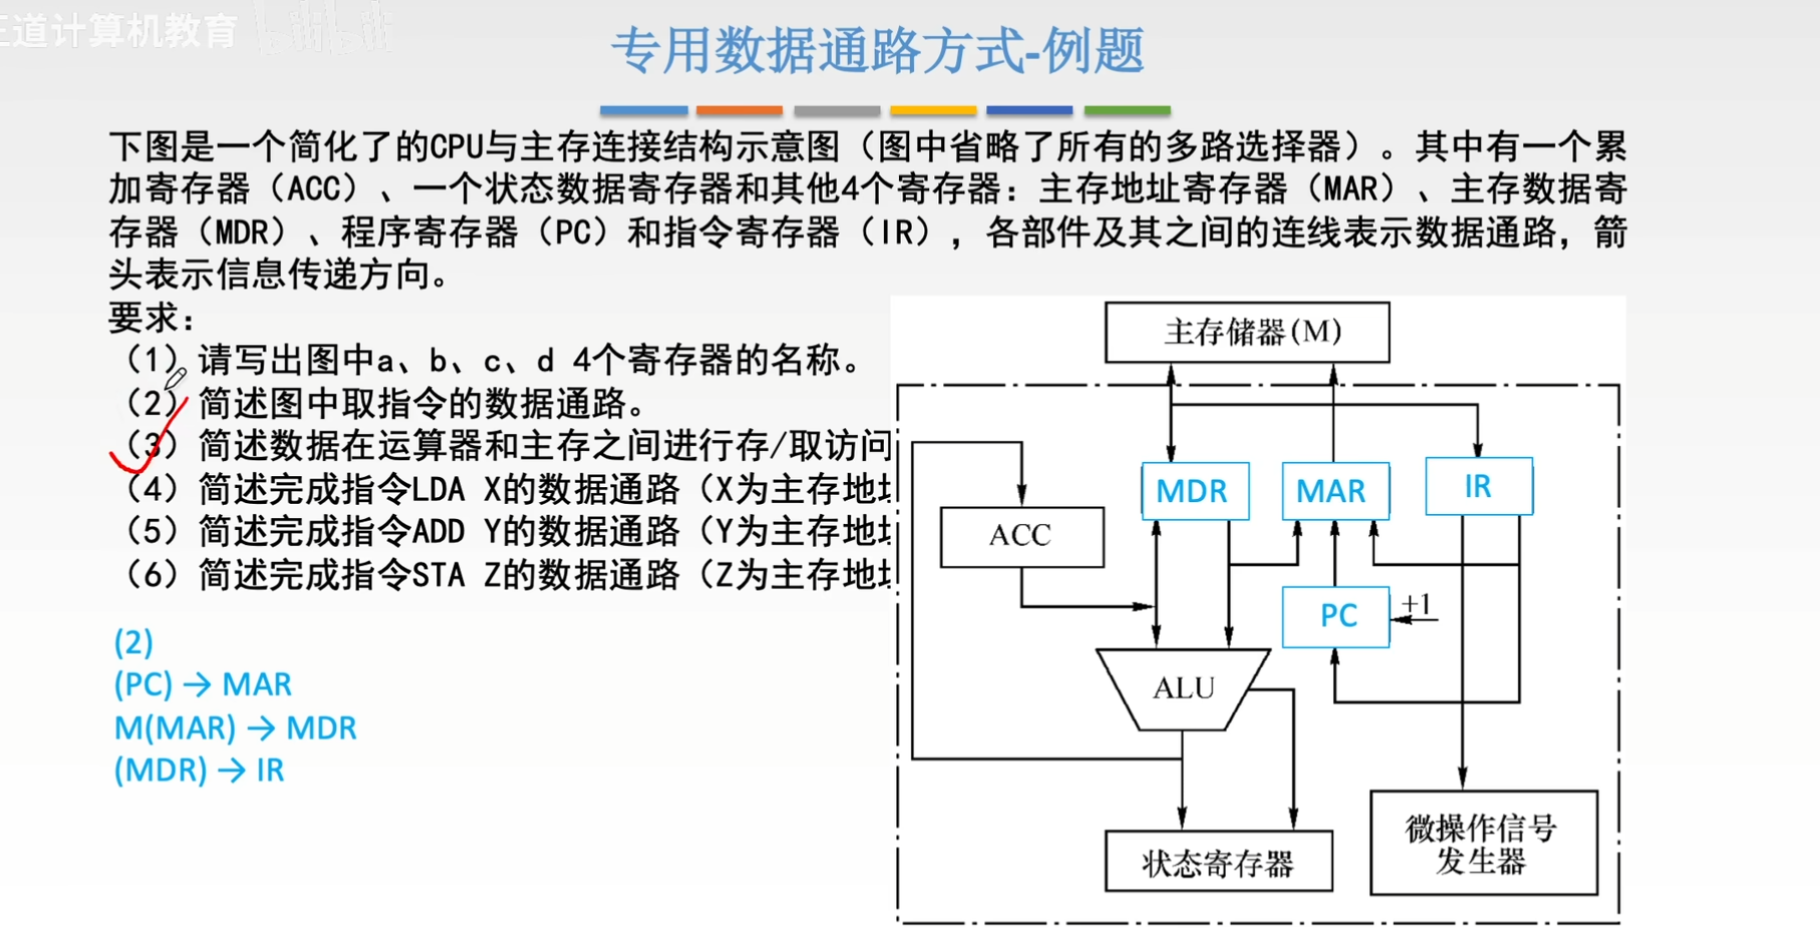 道计算机教育 bilibili
专用数据通路方式-例题
下图是一个简化了的CPU与主存连接结构示意图（图中省略了所有的多路选择器）。其中有一个累
加寄存器（ACC）、一个状态数据寄存器和其他4个寄存器：主存地址寄存器（MAR）、主存数据寄
存器（MDR）、程序寄存器（PC）和指令寄存器（IR），各部件及其之间的连线表示数据通路，箭
头表示信息传递方向。
要求：
（1）请写出图中a、b、c、d 4个寄存器的名称。
（2）简述图中取指令的数据通路。
（3）简述数据在运算器和主存之间进行存/取访问
（4）简述完成指令LDA X的数据通路（X为主存地
（5）简述完成指令ADD Y的数据通路（Y为主存地
（6）简述完成指令STA Z的数据通路（Z为主存地
(2)
(PC) → MAR
M(MAR) → MDR
(MDR) → IR
主存储器(M)
MDR
MAR
IR
ACC
PC
+1
ALU
状态寄存器
微操作信号
发生器